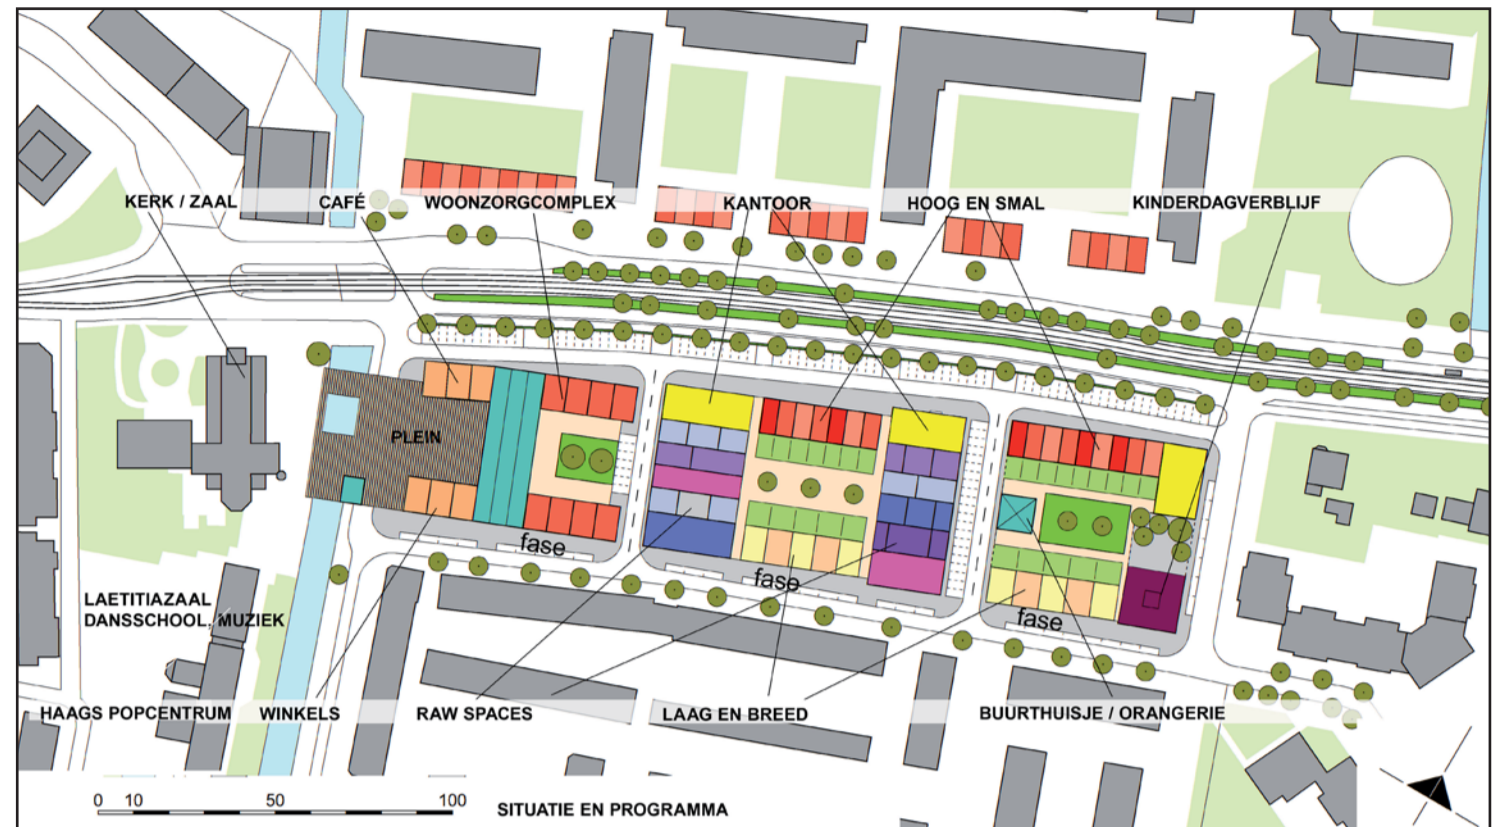 KERK / ZAAL
CAFÉ
WOONZORGCOMPLEX
KANTOOR
HOOG EN SMAL
KINDERDAGVERBLIJF
PLEIN
fase
fase
fase
LAETITIAZAAL
DANSSCHOOL, MUZIEK
HAAGS POPCENTRUM
WINKELS
RAW SPACES
LAAG EN BREED
BUURTHUISJE / ORANGERIE
0 10 50 100
SITUATIE EN PROGRAMMA